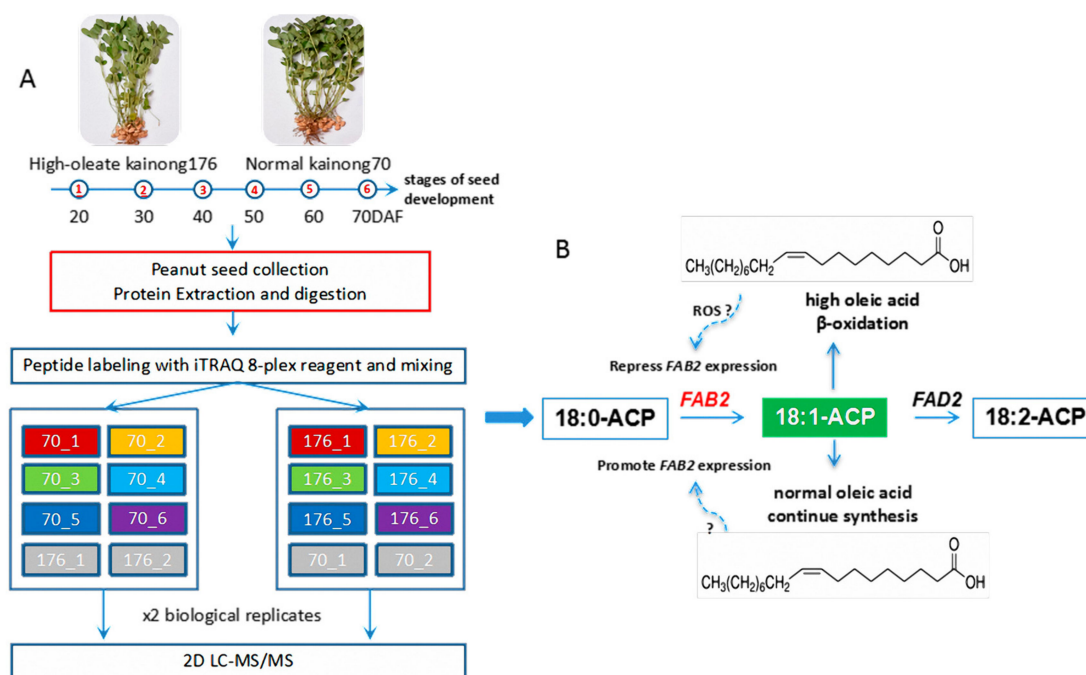 A
High-oleate kainong176
Normal kainong70
1 2 3 4 5 6
20 30 40 50 60 70DAF
stages of seed
development
Peanut seed collection
Protein Extraction and digestion
Peptide labeling with iTRAQ 8-plex reagent and mixing
70_1 70_2
70_3 70_4
70_5 70_6
176_1 176_2
176_1 176_2
176_3 176_4
176_5 176_6
70_1 70_2
x2 biological replicates
2D LC-MS/MS
B
CH3(CH2)6CH2
O
OH
ROS ?
high oleic acid
β-oxidation
Repress FAB2 expression
18:0-ACP
FAB2
18:1-ACP
FAD2
18:2-ACP
Promote FAB2 expression
normal oleic acid
continue synthesis
?
CH3(CH2)6CH2
O
OH